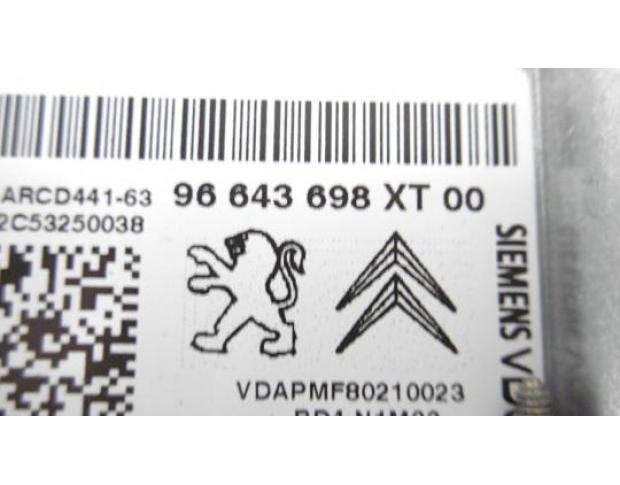 ARCD441-63 96 643 698 XT 00
2C53250038
SIEMENS
VDAPMF80210023